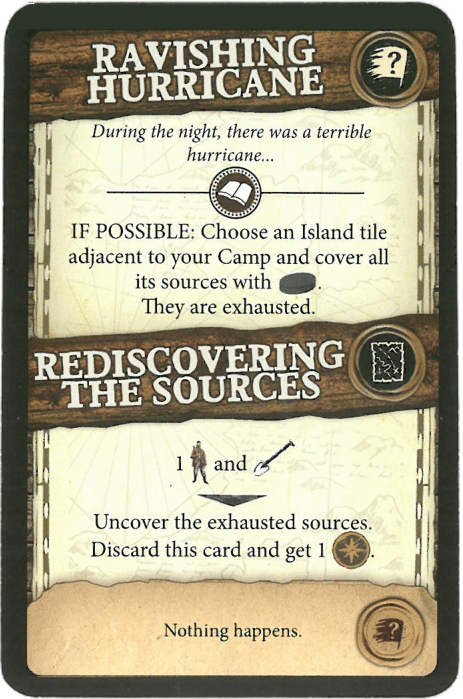 RAVISHING
HURRICANE
?
During the night, there was a terrible
hurricane...
IF POSSIBLE: Choose an Island tile
adjacent to your Camp and cover all
its sources with .
They are exhausted.
REDISCOVERING
THE SOURCES
1 and
Uncover the exhausted sources.
Discard this card and get 1 .
Nothing happens.
?